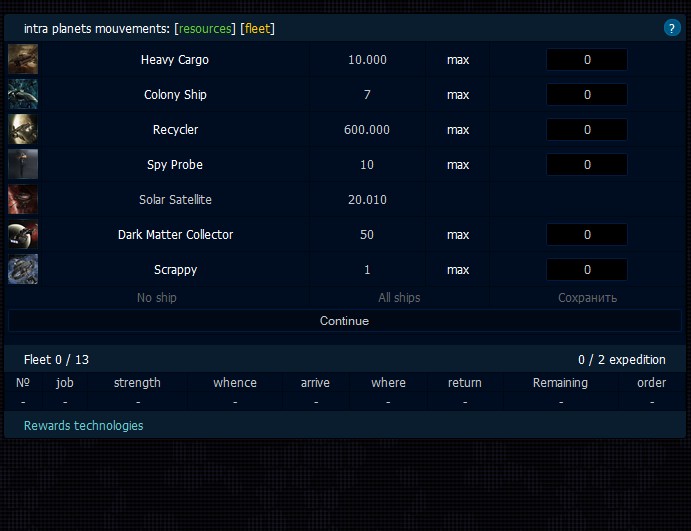 intra planets mouvements: [resources] [fleet] ?
Heavy Cargo 10.000 max 0
Colony Ship 7 max 0
Recycler 600.000 max 0
Spy Probe 10 max 0
Solar Satellite 20.010
Dark Matter Collector 50 max 0
Scrappy 1 max 0
No ship All ships Сохранить
Continue
Fleet 0 / 13 0 / 2 expedition
№ job strength whence arrive where return Remaining order
- - - - - - - - -
Rewards technologies